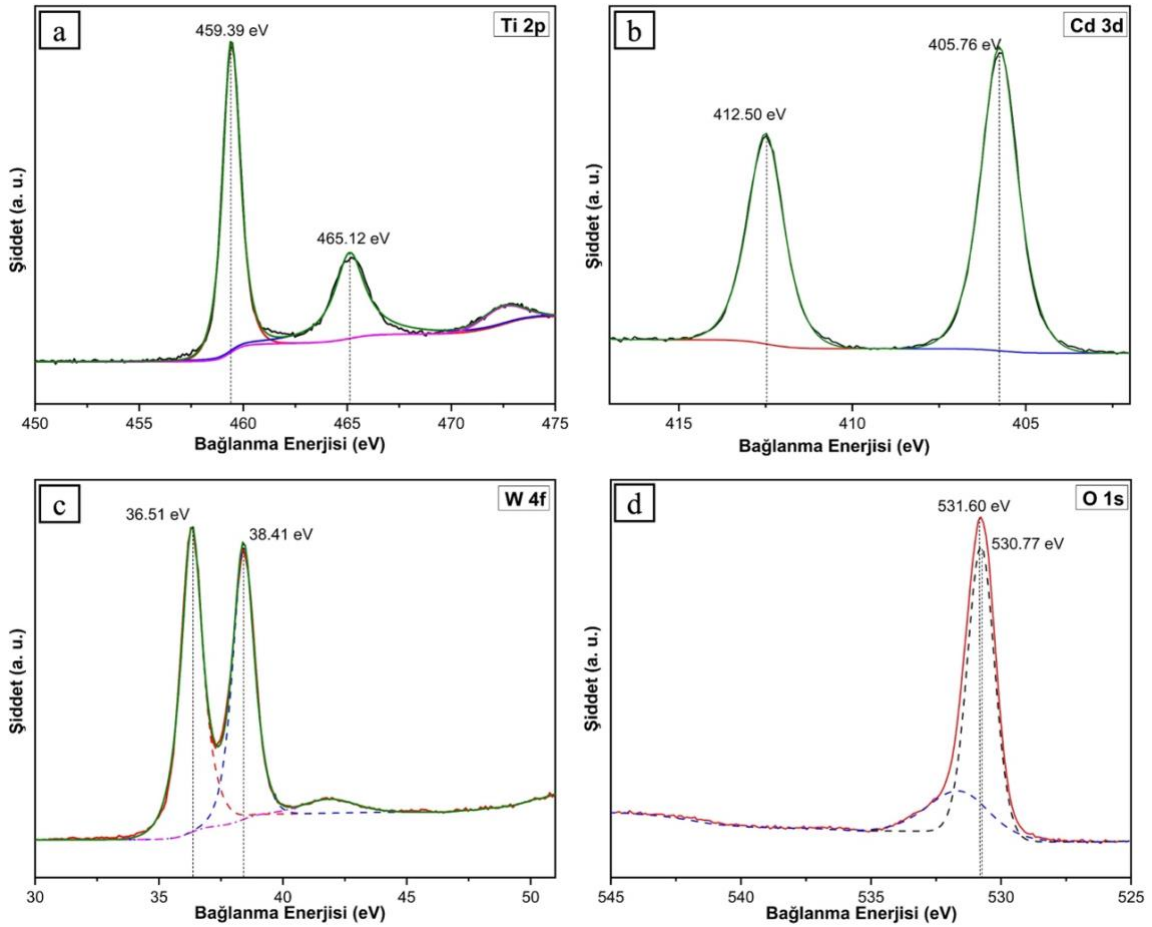 a
Ti 2p
459.39 eV
465.12 eV
Şiddet (a. u.)
450 455 460 465 470 475
Bağlanma Enerjisi (eV)
b
Cd 3d
405.76 eV
412.50 eV
Şiddet (a. u.)
415 410 405
Bağlanma Enerjisi (eV)
c
W 4f
36.51 eV
38.41 eV
Şiddet (a. u.)
30 35 40 45 50
Bağlanma Enerjisi (eV)
d
O 1s
531.60 eV
530.77 eV
Şiddet (a. u.)
545 540 535 530 525
Bağlanma Enerjisi (eV)